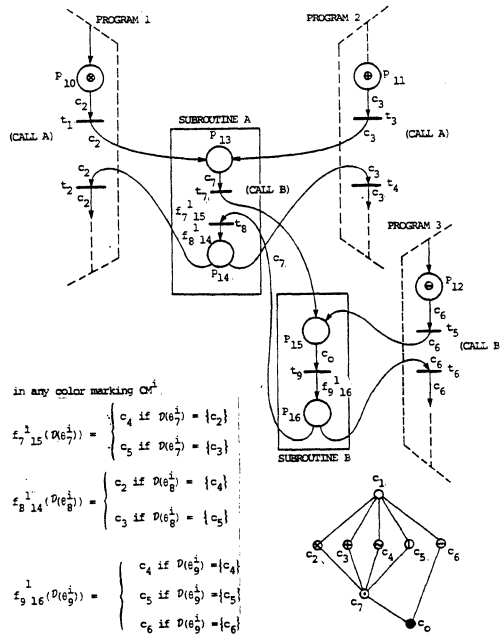 PROGRAM 1
PROGRAM 2
P10
P11
c2
c3
t1
t3
(CALL A)
c2
SUBROUTINE A
P13
c3
(CALL A)
c2
t2
c2
c7
t7
(CALL B)
c3
t4
c3
f7 1 15
t8
f8 1 14
P14
c7
PROGRAM 3
P12
c6
t5
P15
c6
(CALL B
c0
c6
t6
t9
f9 1 16
c6
P16
SUBROUTINE B
in any color marking CM^i
f7 1 15(D(θ7^i)) = { c4 if D(θ7^i) = {c2}
c5 if D(θ7^i) = {c3}
f8 1 14(D(θ8^i)) = { c2 if D(θ8^i) = {c4}
c3 if D(θ8^i) = {c5}
f9 1 16(D(θ9^i)) = { c4 if D(θ9^i) = {c4}
c5 if D(θ9^i) = {c5}
c6 if D(θ9^i) = {c6}
c1
c2 c3 c4 c5 c6
c7
c0